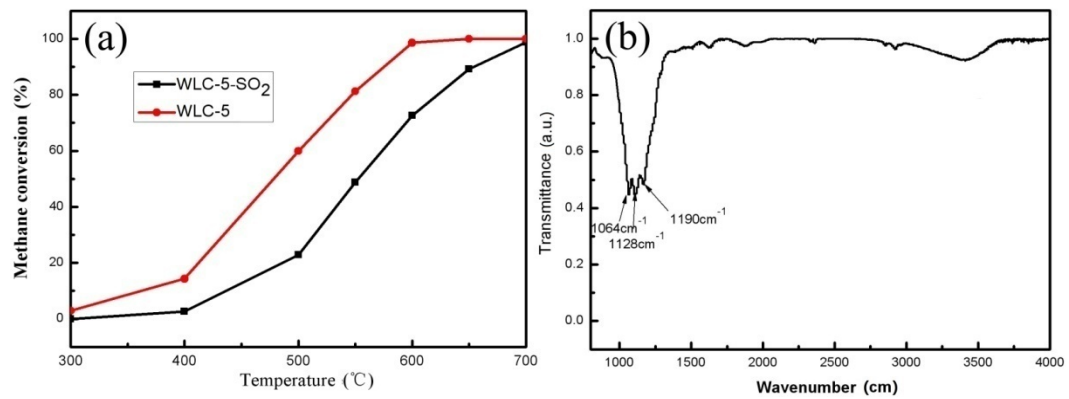 (a)
WLC-5-SO₂
WLC-5
Methane conversion (%)
100
80
60
40
20
0
300 400 500 600 700
Temperature (℃)
(b)
Transmittance (a.u.)
1.0
0.8
0.6
0.4
0.2
0.0
1064cm⁻¹
1128cm⁻¹
1190cm⁻¹
1000 1500 2000 2500 3000 3500 4000
Wavenumber (cm)